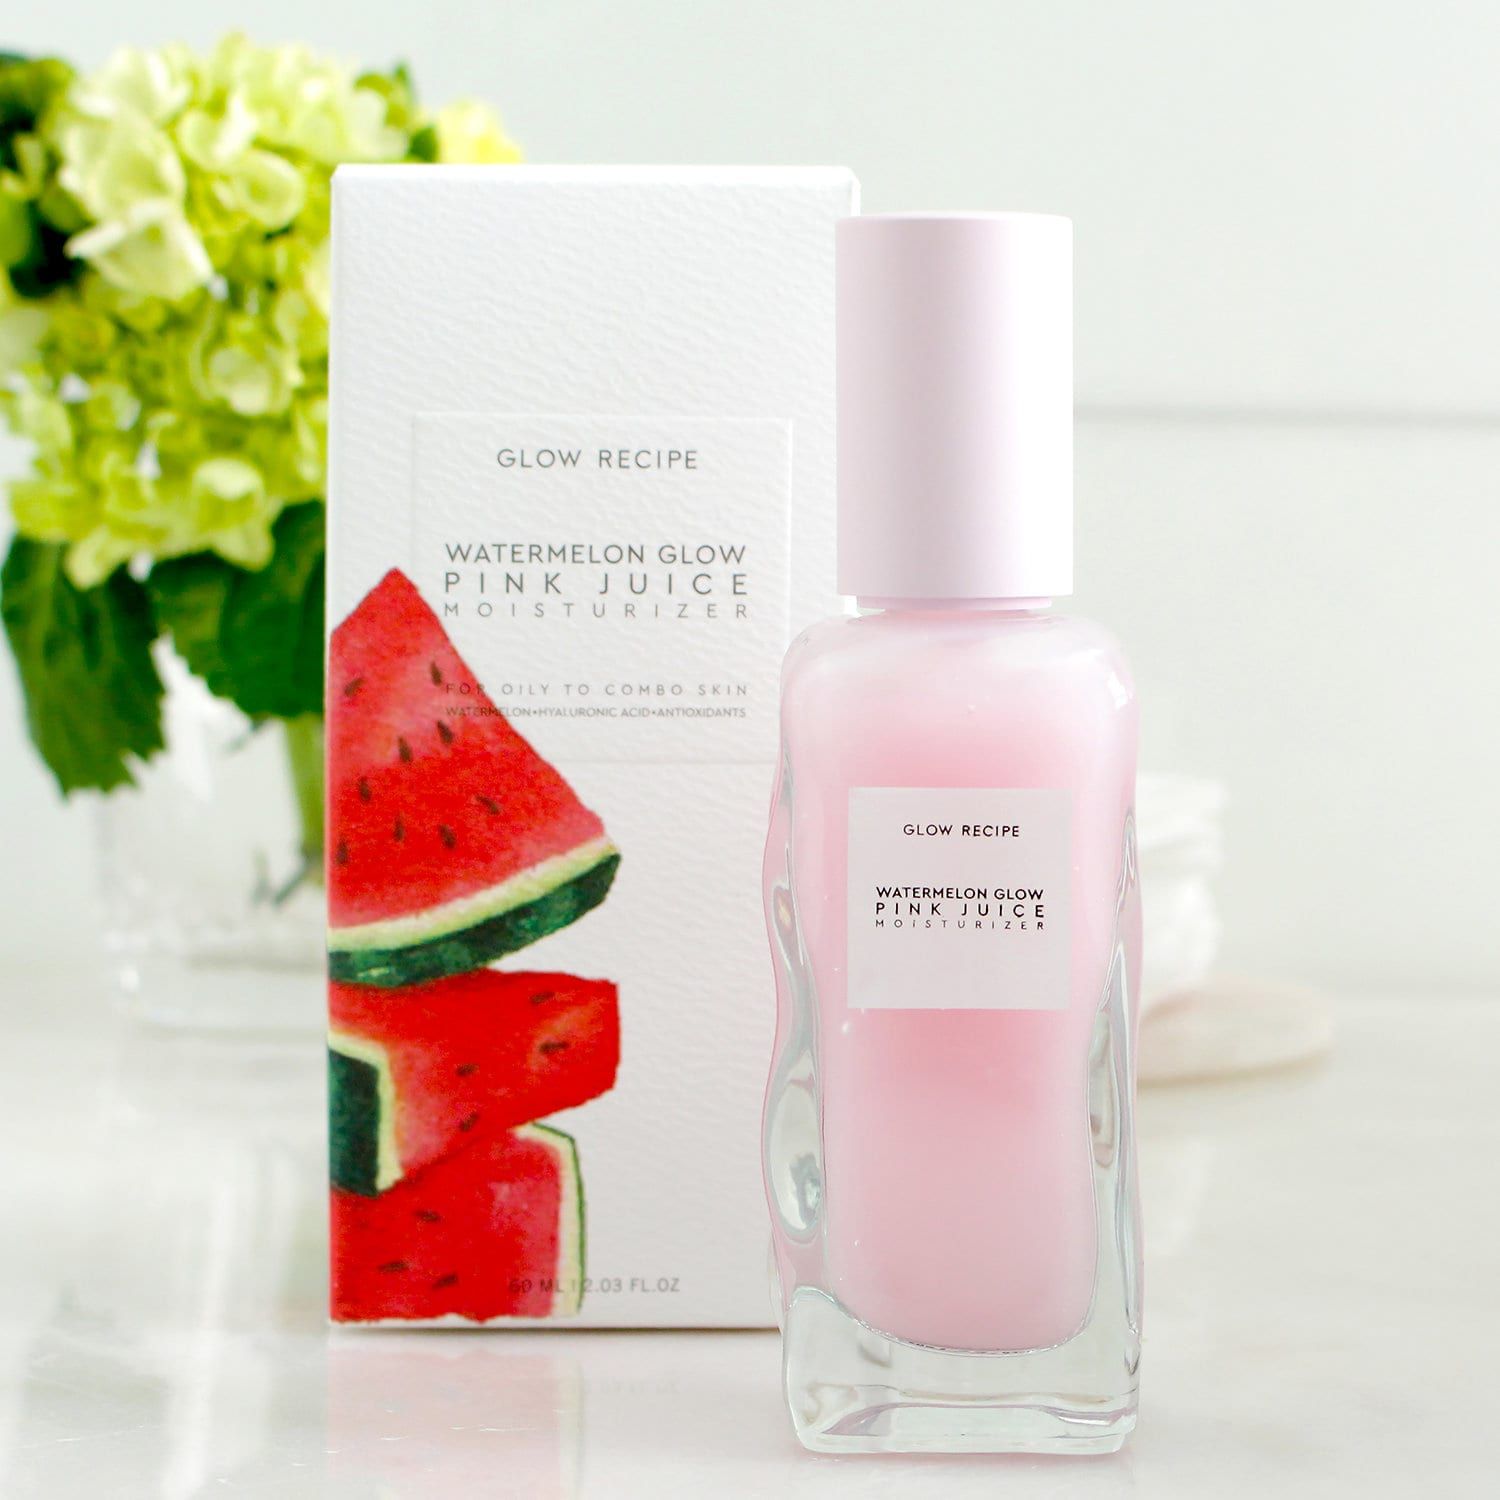 GLOW RECIPE
WATERMELON GLOW
PINK JUICE
MOISTURIZER
FOR OILY TO COMBO SKIN
WATERMELON•HYALURONIC ACID•ANTIOXIDANTS
60 ML | 2.03 FL.OZ
GLOW RECIPE
WATERMELON GLOW
PINK JUICE
MOISTURIZER